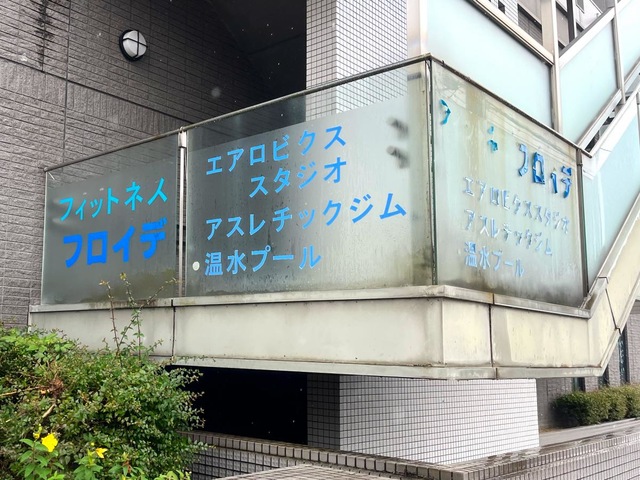 フィットネス
フロイデ
エアロビクス
スタジオ
アスレチックジム
温水プール
フロイデ
エアロビクススタジオ
アスレチックジム
温水プール